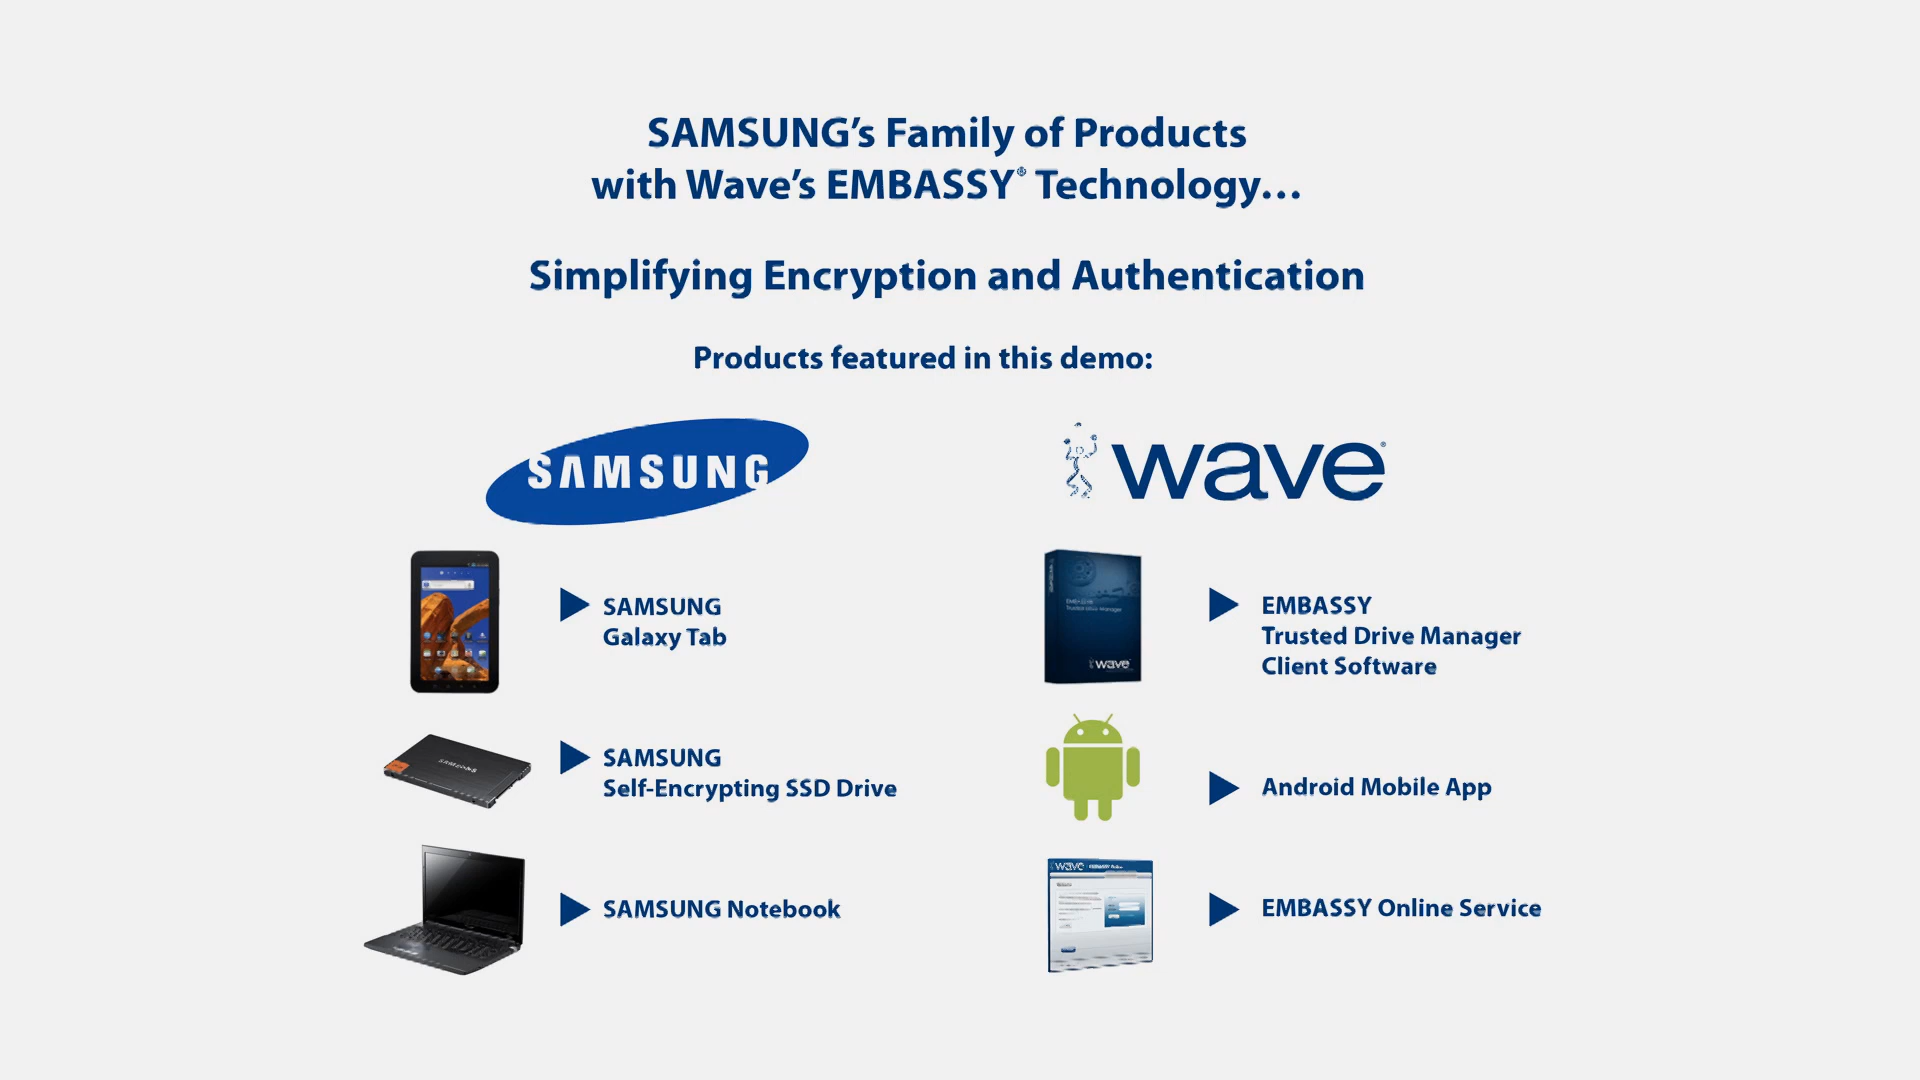 SAMSUNG’s Family of Products
with Wave’s EMBASSY® Technology…
Simplifying Encryption and Authentication
Products featured in this demo:
SAMSUNG
wave®
SAMSUNG
Galaxy Tab
SAMSUNG
Self-Encrypting SSD Drive
SAMSUNG Notebook
wave
EMBASSY
Trusted Drive Manager
Client Software
Android Mobile App
wave
EMBASSY Online Service